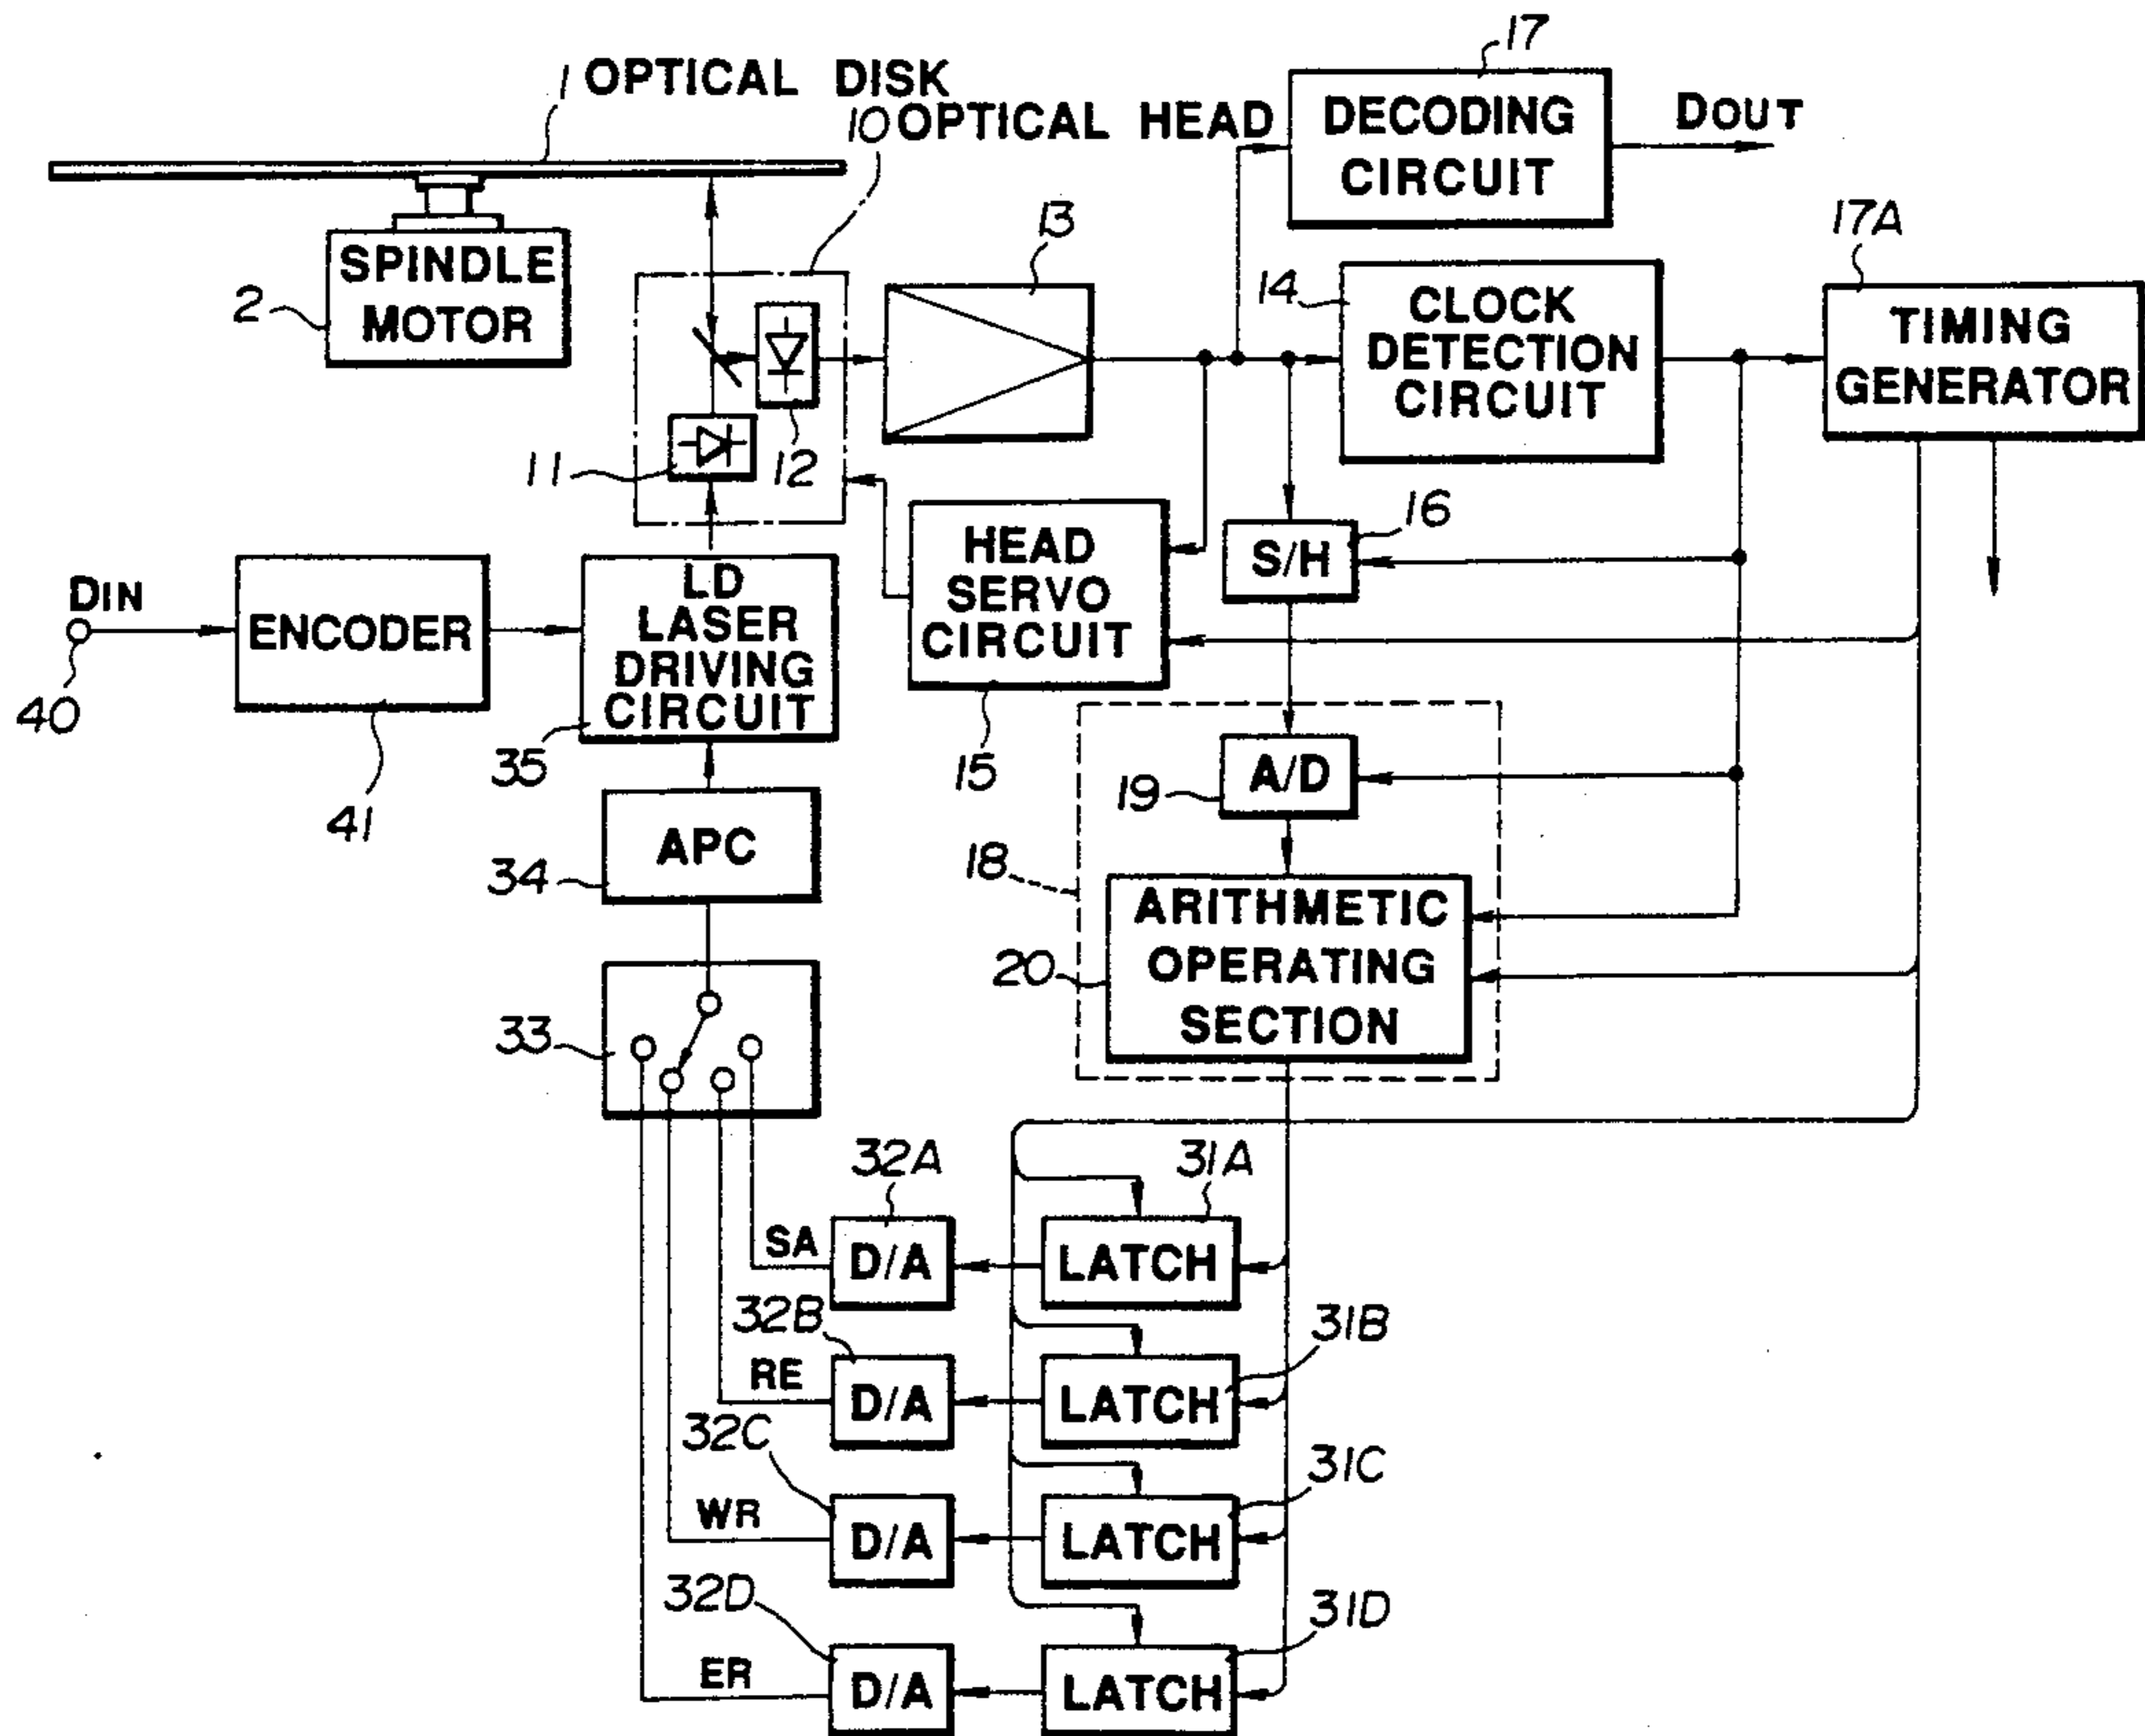 1 OPTICAL DISK
10 OPTICAL HEAD
17
DECODING
CIRCUIT
DOUT
SPINDLE
MOTOR
2
13
14
CLOCK
DETECTION
CIRCUIT
17A
TIMING
GENERATOR
11
12
16
S/H
HEAD
SERVO
CIRCUIT
15
DIN
40
ENCODER
41
LD
LASER
DRIVING
CIRCUIT
35
APC
34
A/D
19
18
ARITHMETIC
OPERATING
SECTION
20
33
32A
31A
SA
D/A
LATCH
32B
31B
RE
D/A
LATCH
32C
31C
WR
D/A
LATCH
32D
31D
ER
D/A
LATCH